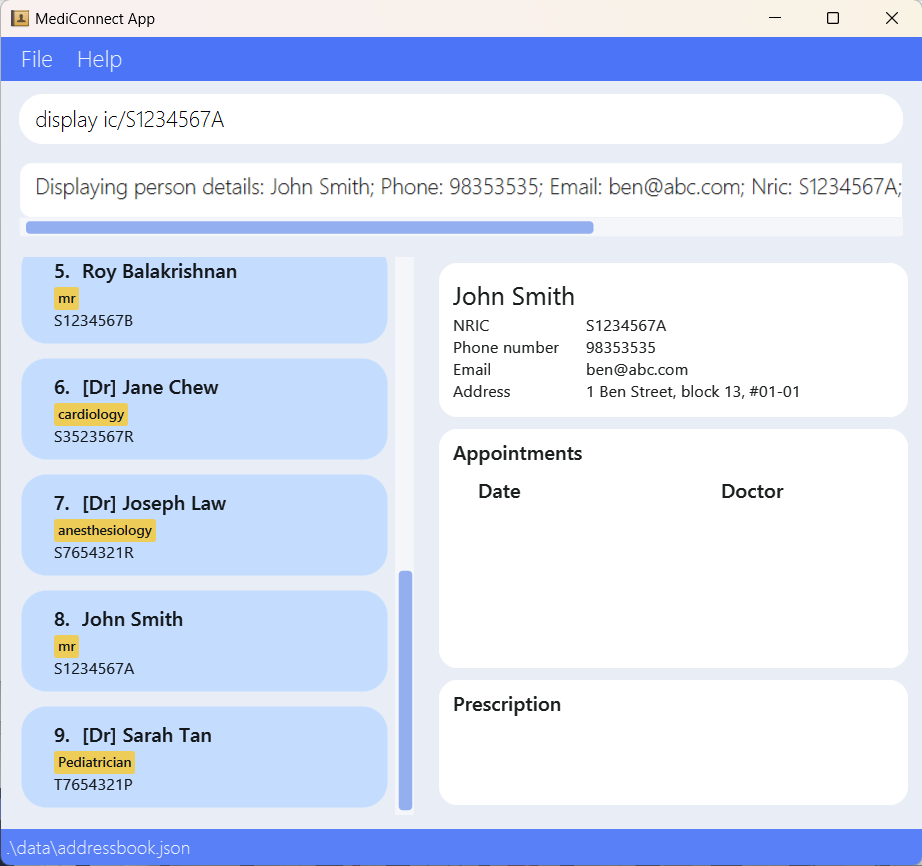 MediConnect App
File Help
display ic/S1234567A
Displaying person details: John Smith; Phone: 98353535; Email: ben@abc.com; Nric: S1234567A;
5. Roy Balakrishnan
mr
S1234567B
6. [Dr] Jane Chew
cardiology
S3523567R
7. [Dr] Joseph Law
anesthesiology
S7654321R
8. John Smith
mr
S1234567A
9. [Dr] Sarah Tan
Pediatrician
T7654321P
John Smith
NRIC S1234567A
Phone number 98353535
Email ben@abc.com
Address 1 Ben Street, block 13, #01-01
Appointments
Date Doctor
Prescription
.\data\addressbook.json